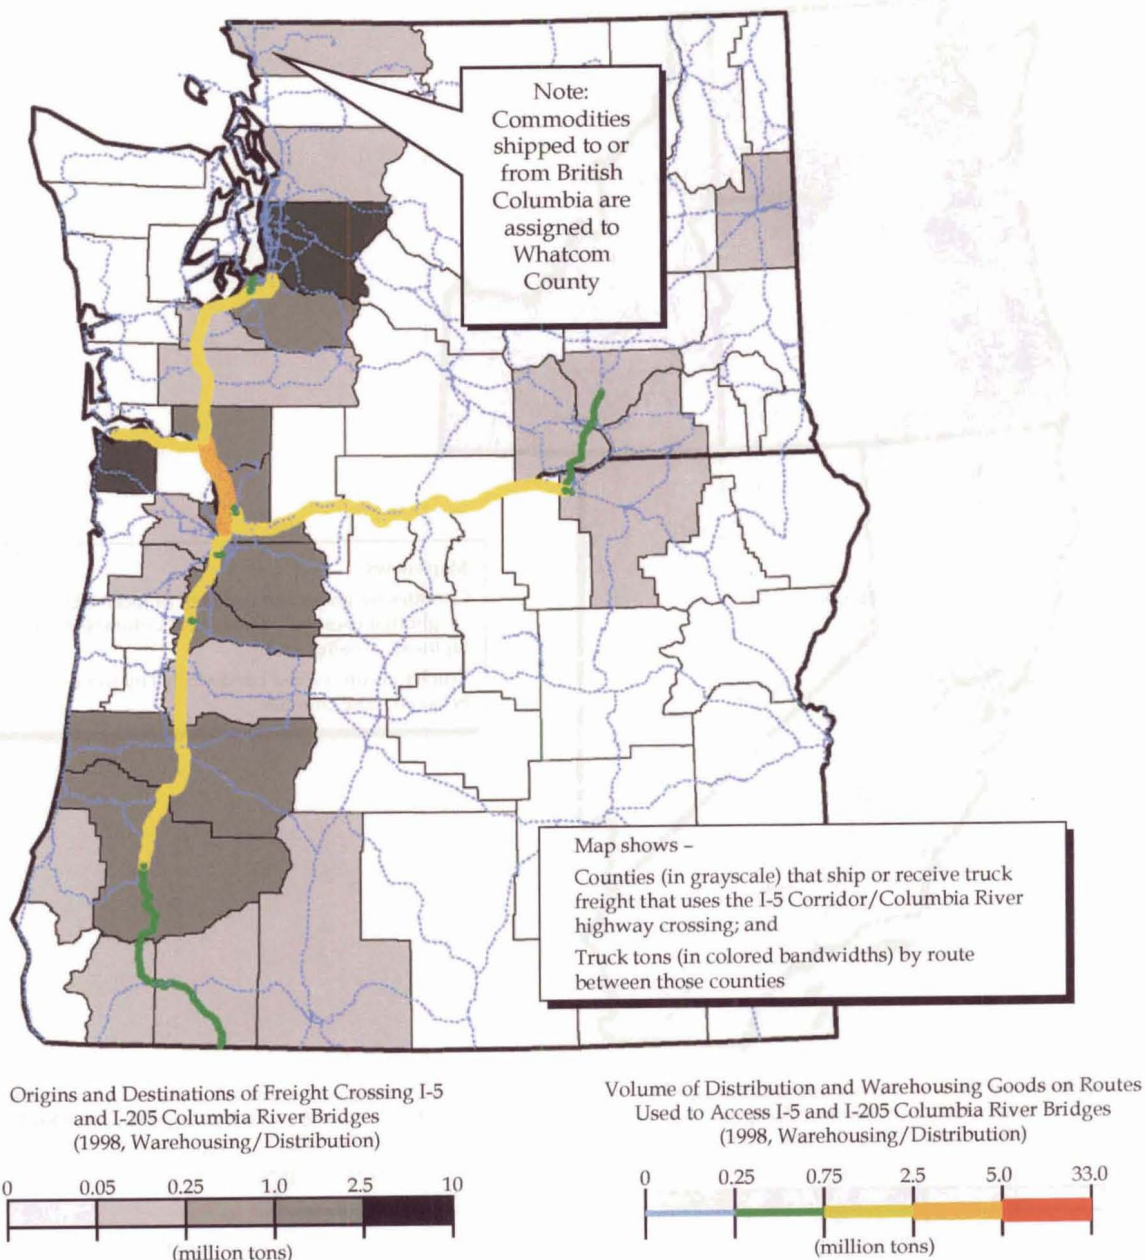 Note:
Commodities
shipped to or
from British
Columbia are
assigned to
Whatcom
County
Map shows –
Counties (in grayscale) that ship or receive truck
freight that uses the I-5 Corridor/Columbia River
highway crossing; and
Truck tons (in colored bandwidths) by route
between those counties
Origins and Destinations of Freight Crossing I-5
and I-205 Columbia River Bridges
(1998, Warehousing/Distribution)
0 0.05 0.25 1.0 2.5 10
(million tons)
Volume of Distribution and Warehousing Goods on Routes
Used to Access I-5 and I-205 Columbia River Bridges
(1998, Warehousing/Distribution)
0 0.25 0.75 2.5 5.0 33.0
(million tons)